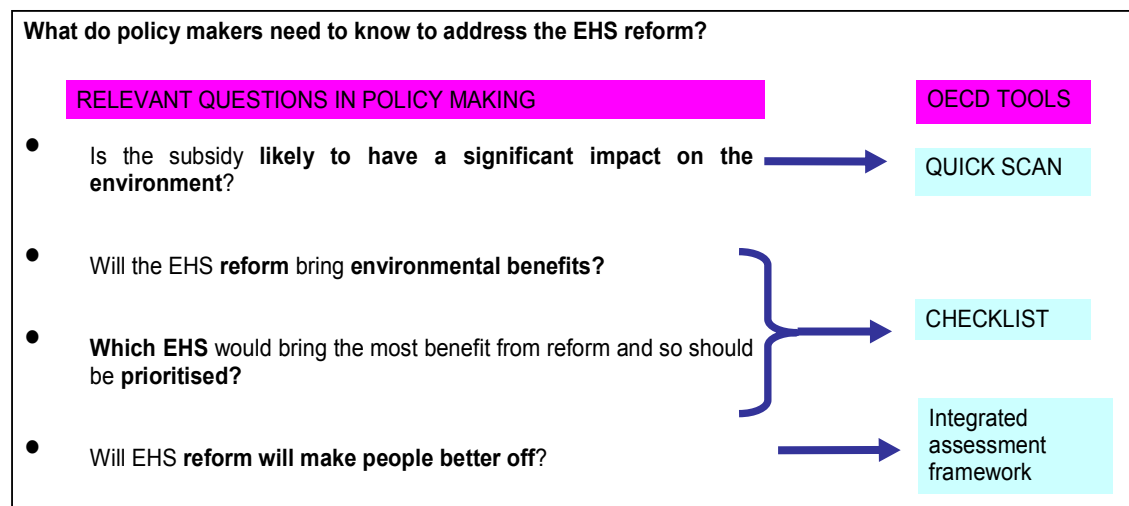 What do policy makers need to know to address the EHS reform?
RELEVANT QUESTIONS IN POLICY MAKING
OECD TOOLS
• Is the subsidy likely to have a significant impact on the
environment?
QUICK SCAN
• Will the EHS reform bring environmental benefits?
• Which EHS would bring the most benefit from reform and so should
be prioritised?
CHECKLIST
• Will EHS reform will make people better off?
Integrated
assessment
framework